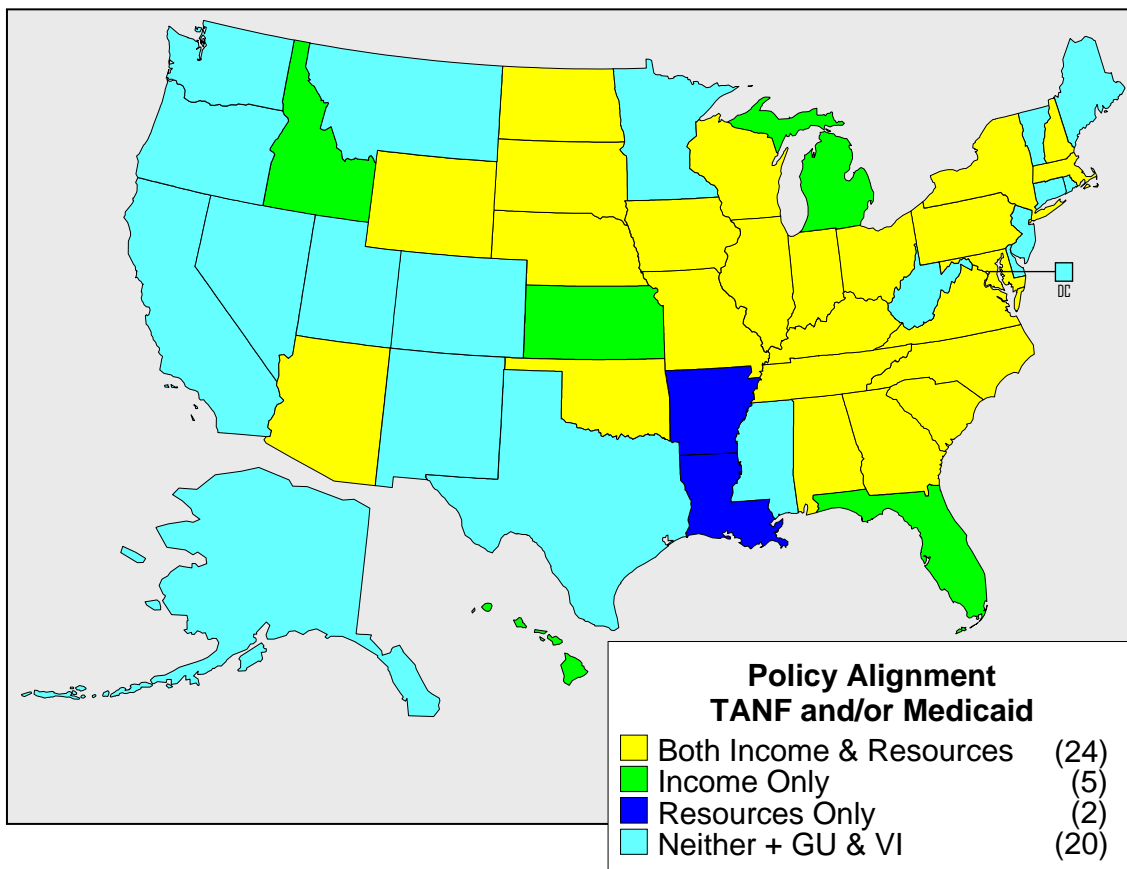 DC
Policy Alignment
TANF and/or Medicaid
Both Income & Resources (24)
Income Only (5)
Resources Only (2)
Neither + GU & VI (20)